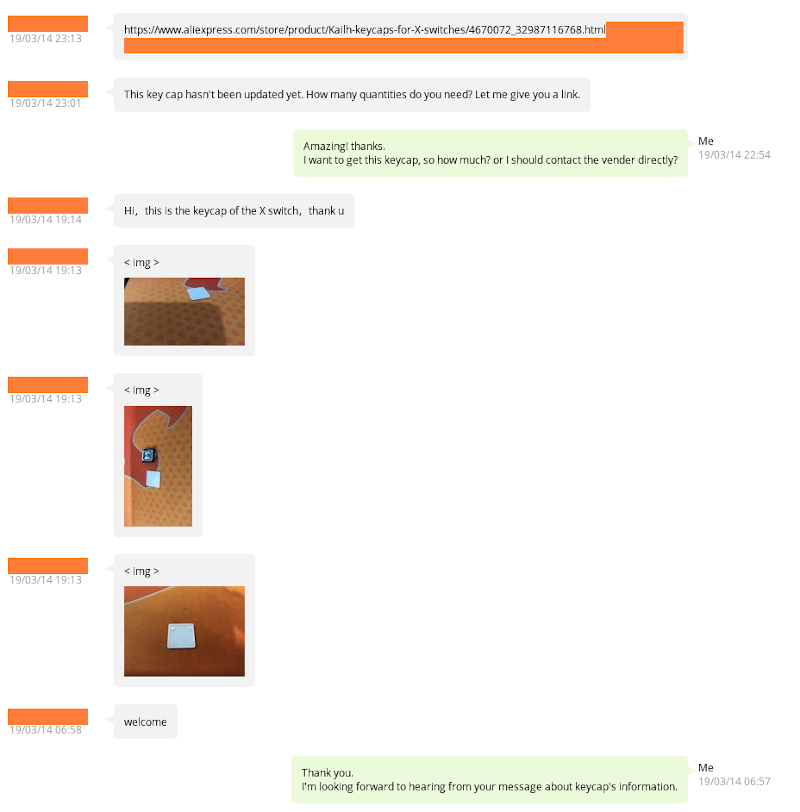 19/03/14 23:13
https://www.aliexpress.com/store/product/Kailh-keycaps-for-X-switches/4670072_32987116768.html
19/03/14 23:01
This key cap hasn't been updated yet. How many quantities do you need? Let me give you a link.
Amazing! thanks.
I want to get this keycap, so how much? or I should contact the vender directly?
Me
19/03/14 22:54
19/03/14 19:14
Hi，this is the keycap of the X switch，thank u
19/03/14 19:13
< img >
19/03/14 19:13
< img >
19/03/14 19:13
< img >
19/03/14 06:58
welcome
Thank you.
I'm looking forward to hearing from your message about keycap's information.
Me
19/03/14 06:57